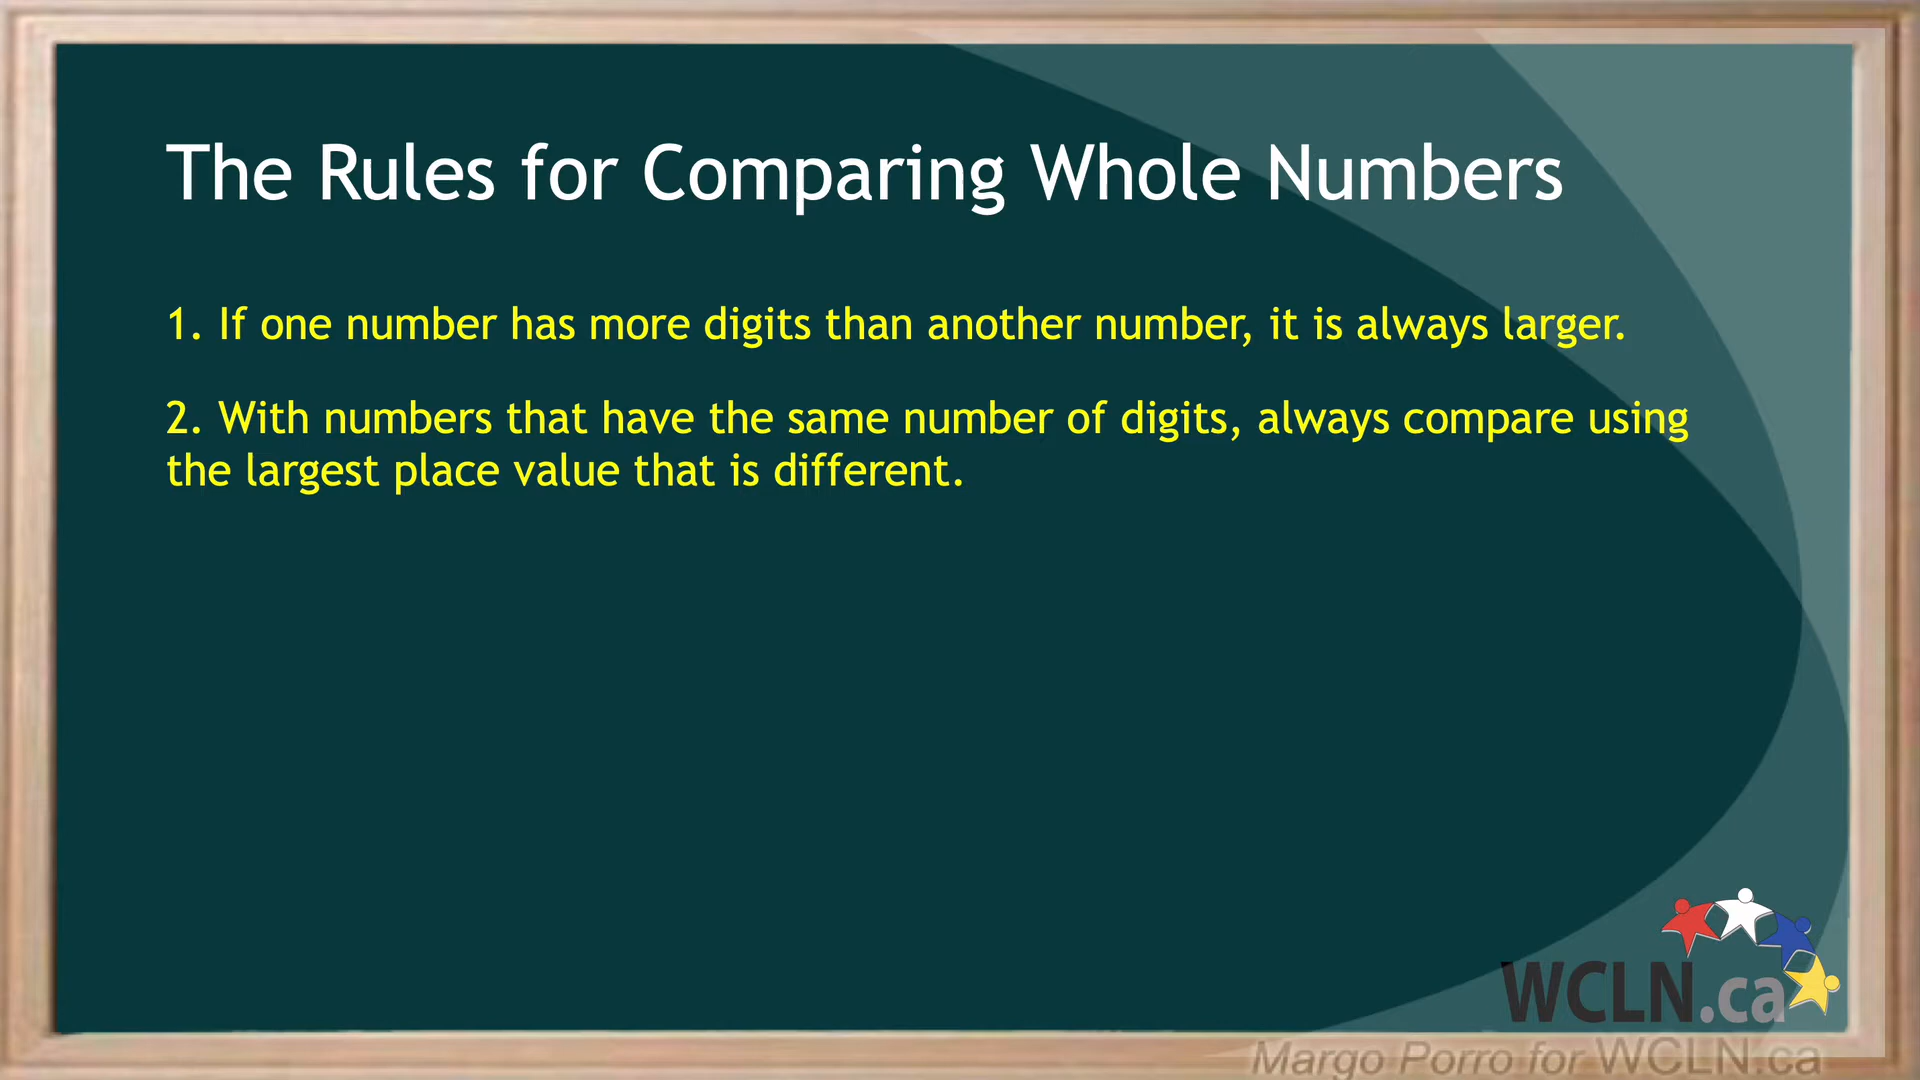 The Rules for Comparing Whole Numbers
1. If one number has more digits than another number, it is always larger.
2. With numbers that have the same number of digits, always compare using
the largest place value that is different.
WCLN.ca
Margo Porro for WCLN.ca